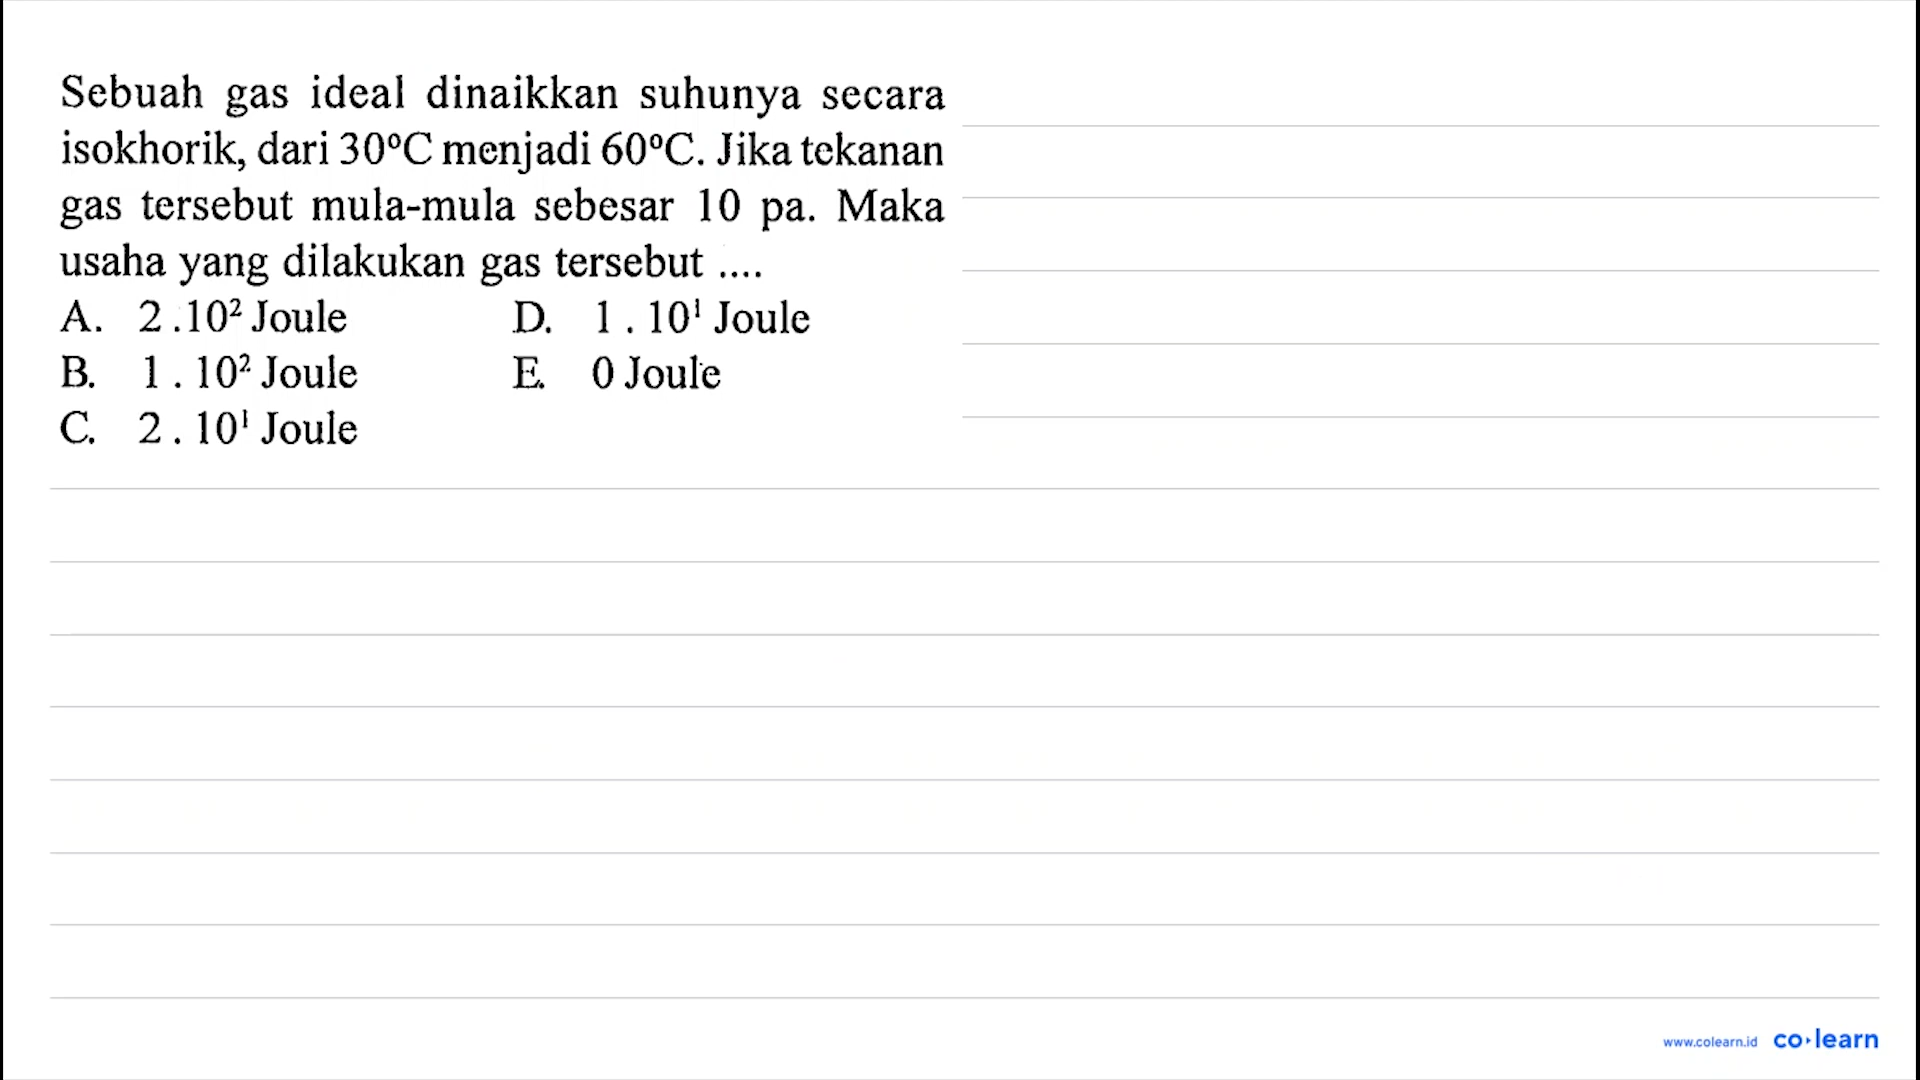 Sebuah gas ideal dinaikkan suhunya secara
isokhorik, dari 30°C menjadi 60°C. Jika tekanan
gas tersebut mula-mula sebesar 10 pa. Maka
usaha yang dilakukan gas tersebut ....
A. 2 .10² Joule D. 1 . 10¹ Joule
B. 1 . 10² Joule E. 0 Joule
C. 2 . 10¹ Joule
www.colearn.id co·learn